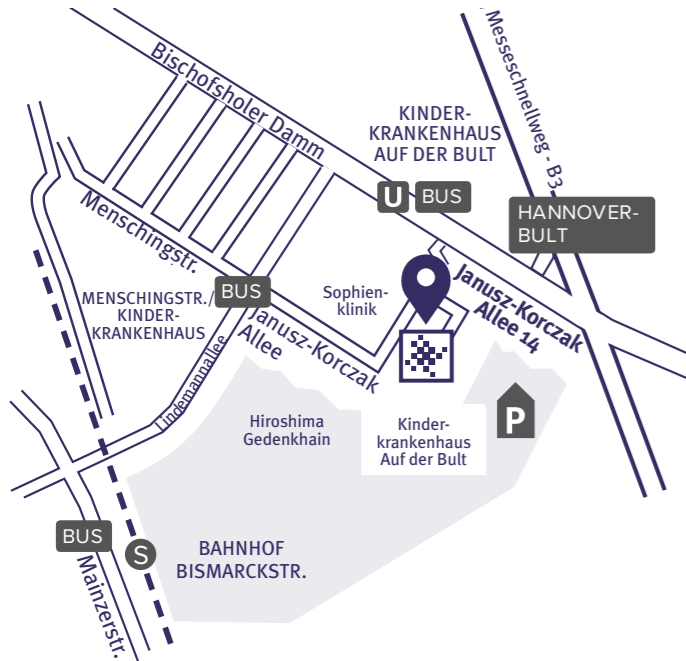 Bischofsholer Damm
Messeschnellweg - B3
KINDER-
KRANKENHAUS
AUF DER BULT
U
BUS
HANNOVER-
BULT
Menschingstr.
BUS
MENSCHINGSTR./
KINDER-
KRANKENHAUS
Sophien-
klinik
Janusz-Korczak
Allee 14
Janusz-Korczak
Allee
Lindemannallee
Hiroshima
Gedenkhain
Kinder-
krankenhaus
Auf der Bult
P
BUS
S
BAHNHOF
BISMARCKSTR.
Mainzerstr.